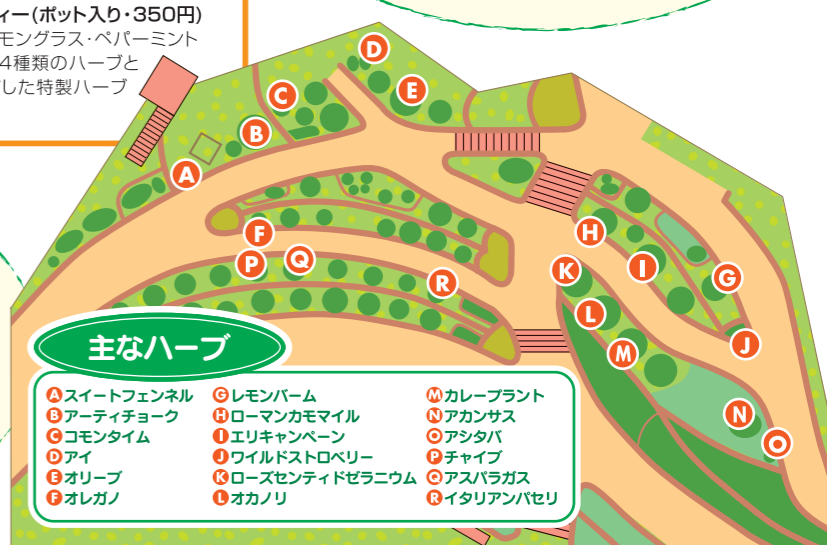 ィー(ポット入り・350円)
モングラス・ペパーミント
4種類のハーブと
した特製ハーブ
D
E
C
B
A
F
P
Q
R
H
I
G
K
L
M
J
N
O
主なハーブ
Aスイートフェンネル
Bアーティチョーク
Cコモンタイム
Dアイ
Eオリーブ
Fオレガノ
Gレモンバーム
Hローマンカモマイル
Iエリキャンペーン
Jワイルドストロベリー
Kローズセンティドゼラニウム
Lオカノリ
Mカレープラント
Nアカンサス
Oアシタバ
Pチャイブ
Qアスパラガス
Rイタリアンパセリ